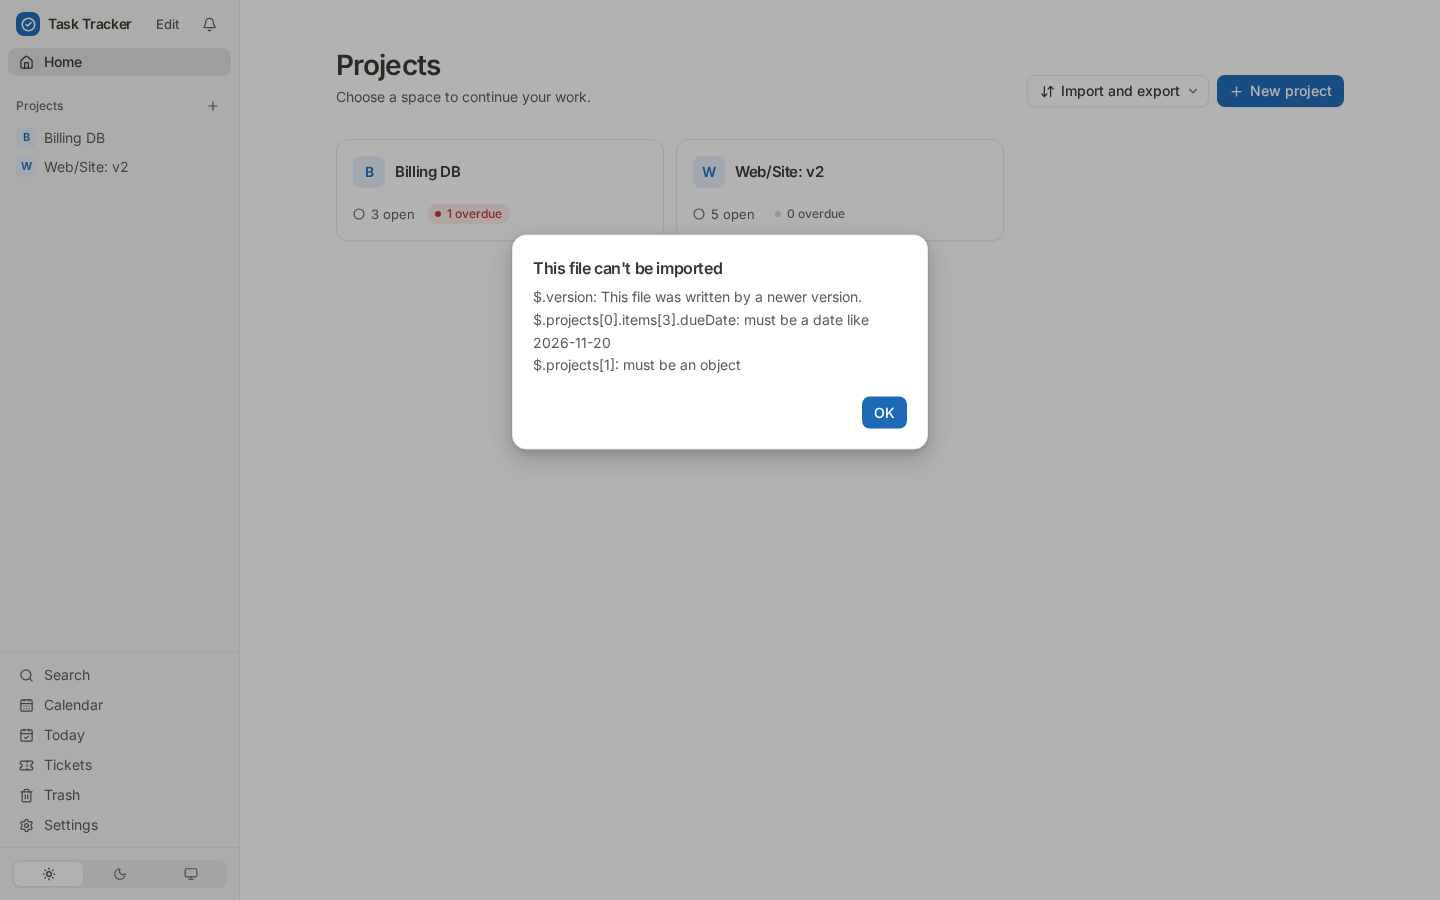 Task Tracker
Edit
Home
Projects
B Billing DB
W Web/Site: v2
Search
Calendar
Today
Tickets
Trash
Settings
Projects
Choose a space to continue your work.
Import and export
New project
B Billing DB
3 open
1 overdue
W Web/Site: v2
5 open
0 overdue
This file can't be imported
$.version: This file was written by a newer version.
$.projects[0].items[3].dueDate: must be a date like
2026-11-20
$.projects[1]: must be an object
OK